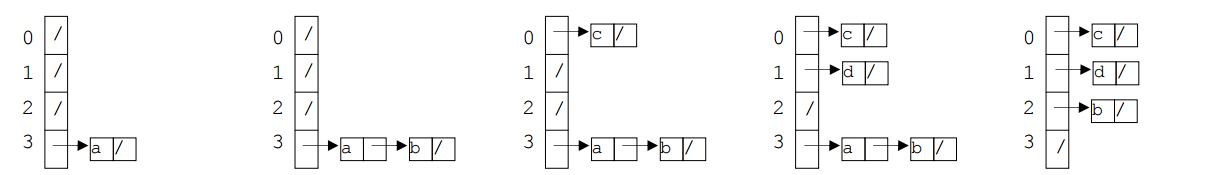 0 / 0 / 0 c / 0 c / 0 c /
1 / 1 / 1 / 1 d / 1 d /
2 / 2 / 2 / 2 / 2 b /
3 a / 3 a b / 3 a b / 3 a b / 3 /